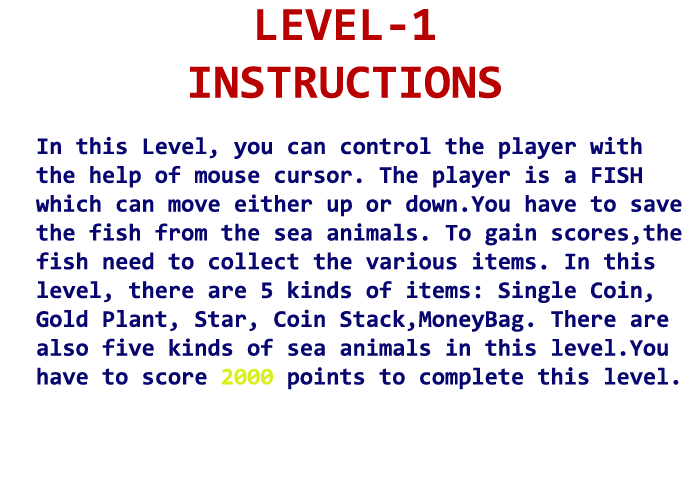 LEVEL-1
INSTRUCTIONS
In this Level, you can control the player with
the help of mouse cursor. The player is a FISH
which can move either up or down.You have to save
the fish from the sea animals. To gain scores,the
fish need to collect the various items. In this
level, there are 5 kinds of items: Single Coin,
Gold Plant, Star, Coin Stack,MoneyBag. There are
also five kinds of sea animals in this level.You
have to score 2000 points to complete this level.